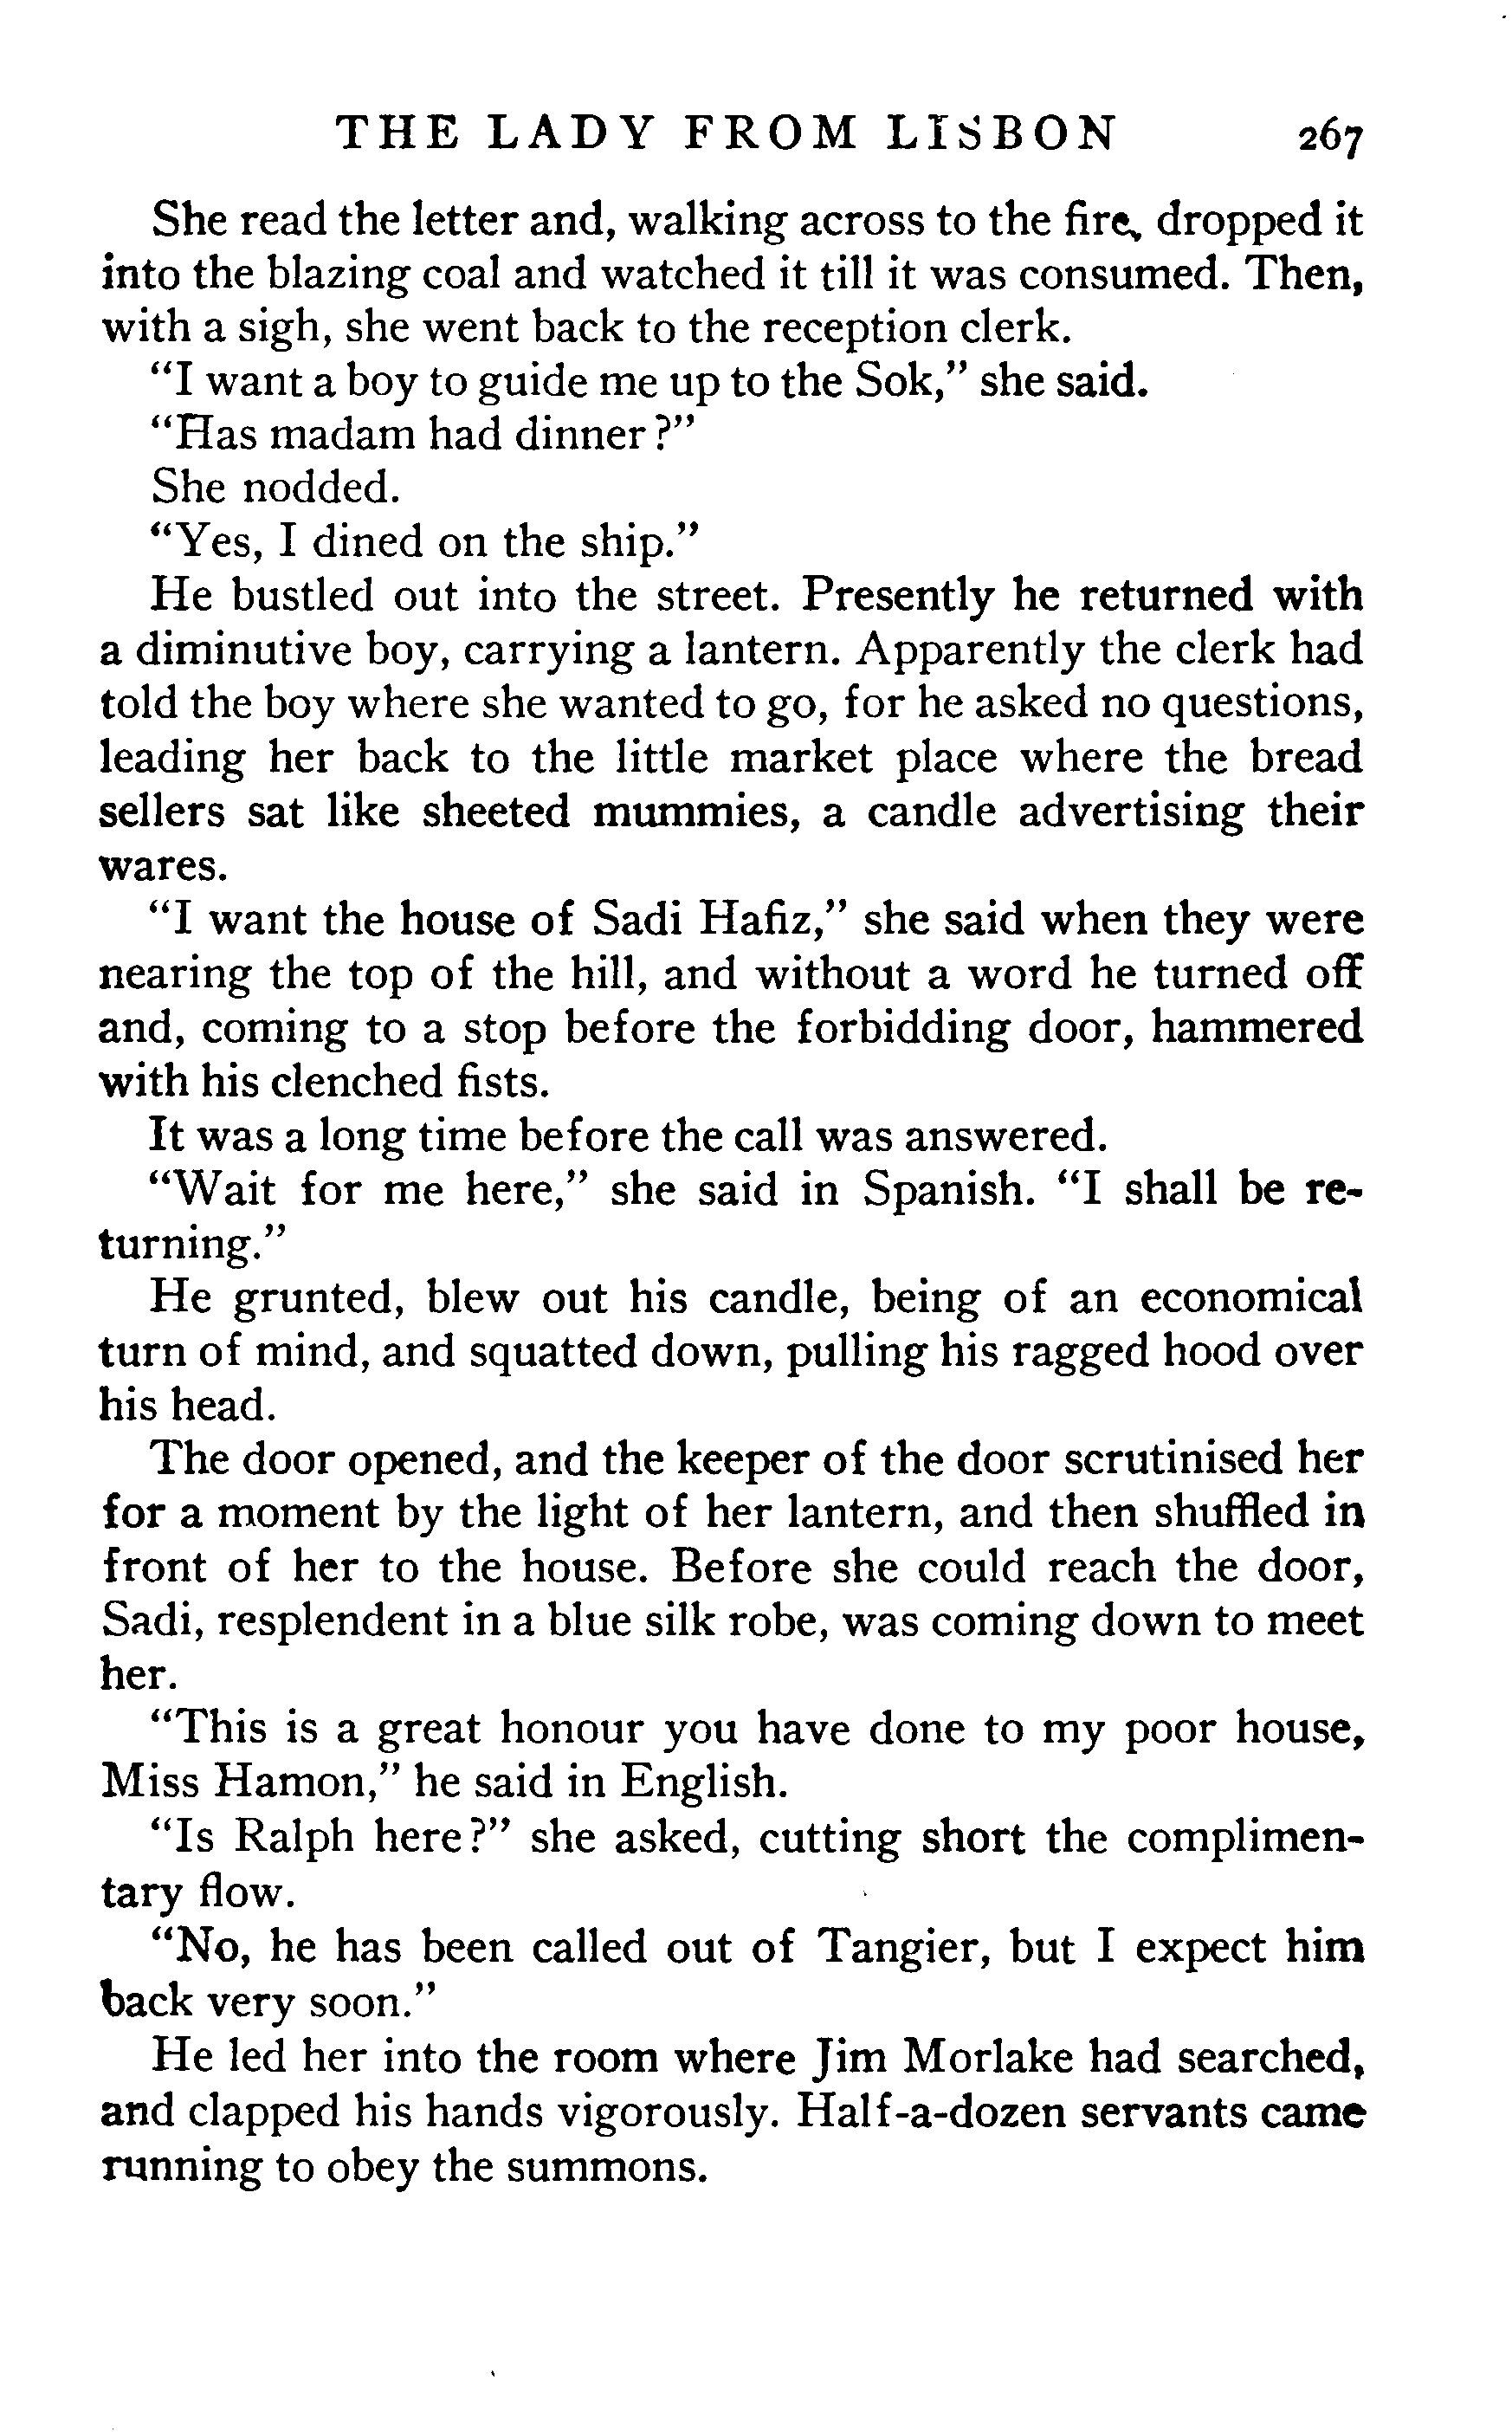 THE LADY FROM LISBON 267
She read the letter and, walking across to the fire, dropped it
into the blazing coal and watched it till it was consumed. Then,
with a sigh, she went back to the reception clerk.
"I want a boy to guide me up to the Sok," she said.
"Has madam had dinner?"
She nodded.
"Yes, I dined on the ship."
He bustled out into the street. Presently he returned with
a diminutive boy, carrying a lantern. Apparently the clerk had
told the boy where she wanted to go, for he asked no questions,
leading her back to the little market place where the bread
sellers sat like sheeted mummies, a candle advertising their
wares.
"I want the house of Sadi Hafiz," she said when they were
nearing the top of the hill, and without a word he turned off
and, coming to a stop before the forbidding door, hammered
with his clenched fists.
It was a long time before the call was answered.
"Wait for me here," she said in Spanish. "I shall be re-
turning."
He grunted, blew out his candle, being of an economical
turn of mind, and squatted down, pulling his ragged hood over
his head.
The door opened, and the keeper of the door scrutinised her
for a moment by the light of her lantern, and then shuffled in
front of her to the house. Before she could reach the door,
Sadi, resplendent in a blue silk robe, was coming down to meet
her.
"This is a great honour you have done to my poor house,
Miss Hamon," he said in English.
"Is Ralph here?" she asked, cutting short the complimen-
tary flow.
"No, he has been called out of Tangier, but I expect him
back very soon."
He led her into the room where Jim Morlake had searched,
and clapped his hands vigorously. Half-a-dozen servants came
running to obey the summons.